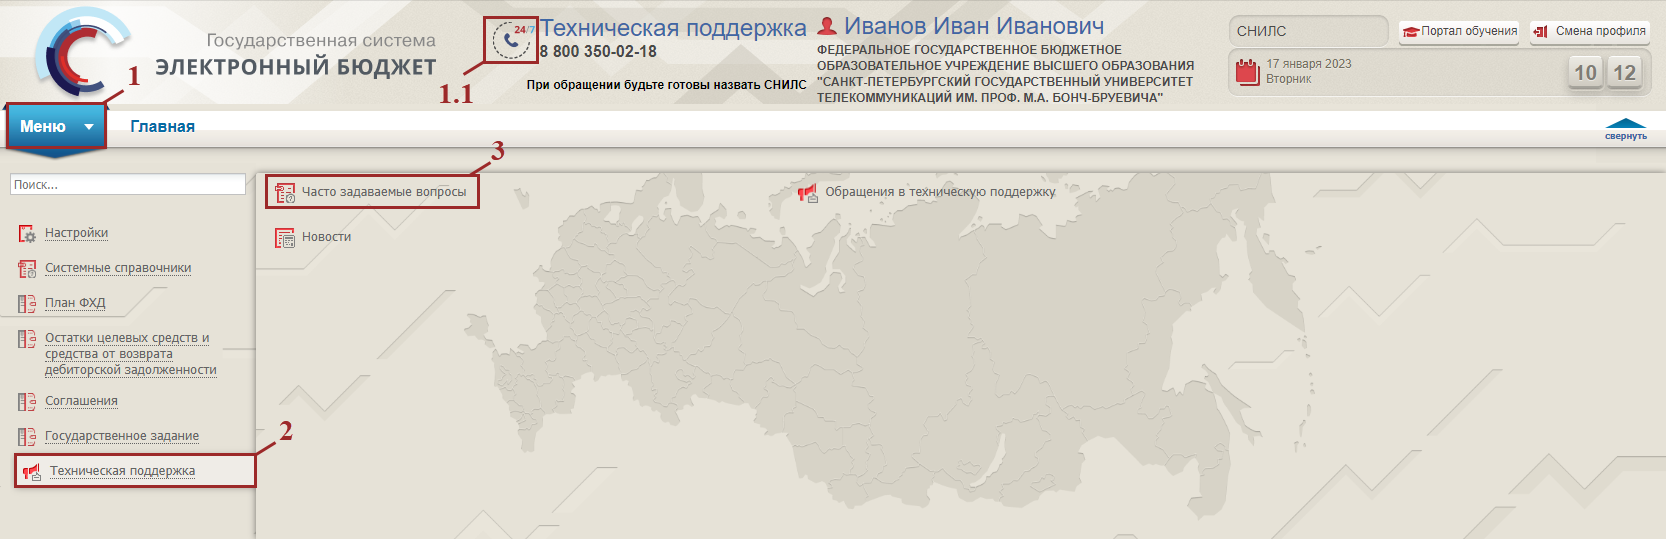 Государственная система
ЭЛЕКТРОННЫЙ БЮДЖЕТ
1
24/7
1.1
Техническая поддержка
8 800 350-02-18
При обращении будьте готовы назвать СНИЛС
Иванов Иван Иванович
ФЕДЕРАЛЬНОЕ ГОСУДАРСТВЕННОЕ БЮДЖЕТНОЕ
ОБРАЗОВАТЕЛЬНОЕ УЧРЕЖДЕНИЕ ВЫСШЕГО ОБРАЗОВАНИЯ
"САНКТ-ПЕТЕРБУРГСКИЙ ГОСУДАРСТВЕННЫЙ УНИВЕРСИТЕТ
ТЕЛЕКОММУНИКАЦИЙ ИМ. ПРОФ. М.А. БОНЧ-БРУЕВИЧА"
СНИЛС
Портал обучения
Смена профиля
17 января 2023
Вторник
10 12
Меню
Главная
свернуть
3
Поиск...
Настройки
Системные справочники
План ФХД
Остатки целевых средств и
средства от возврата
дебиторской задолженности
Соглашения
Государственное задание
2
Техническая поддержка
Часто задаваемые вопросы
Обращения в техническую поддержку
Новости